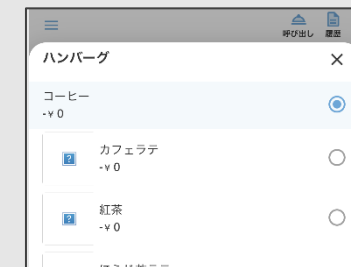 呼び出し 履歴
ハンバーグ
コーヒー
-¥ 0
カフェラテ
-¥ 0
紅茶
-¥ 0